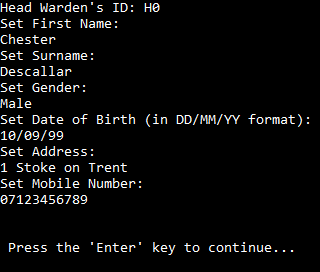 Head Warden's ID: H0
Set First Name:
Chester
Set Surname:
Descallar
Set Gender:
Male
Set Date of Birth (in DD/MM/YY format):
10/09/99
Set Address:
1 Stoke on Trent
Set Mobile Number:
07123456789
Press the 'Enter' key to continue...